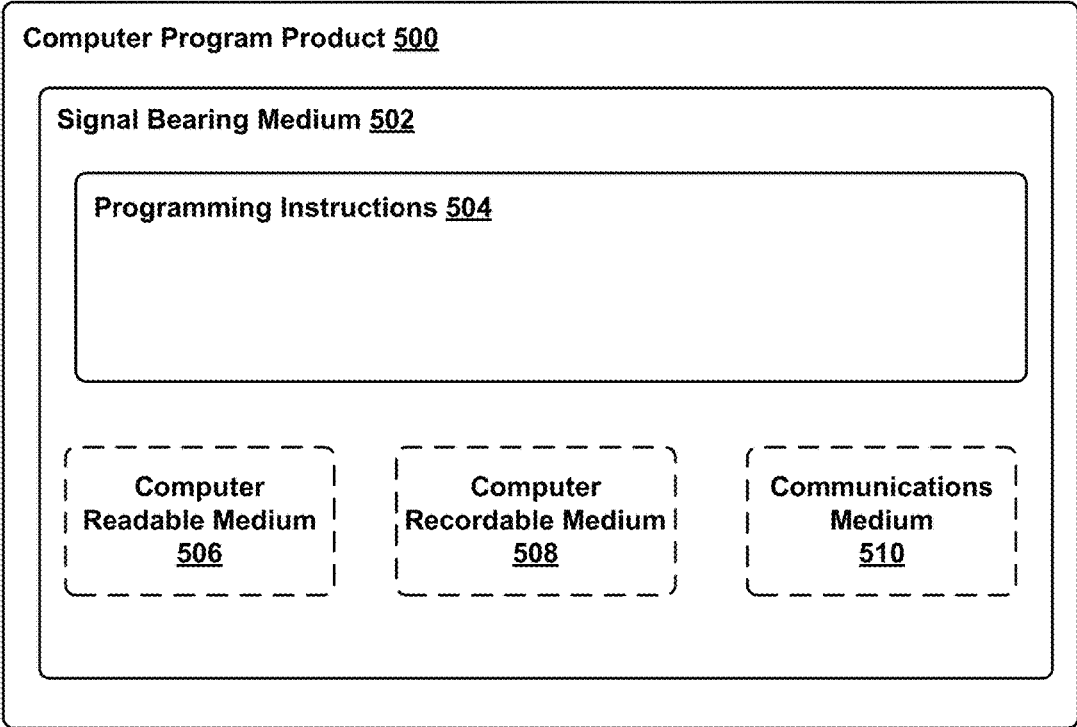 Computer Program Product 500
Signal Bearing Medium 502
Programming Instructions 504
Computer
Readable Medium
506
Computer
Recordable Medium
508
Communications
Medium
510